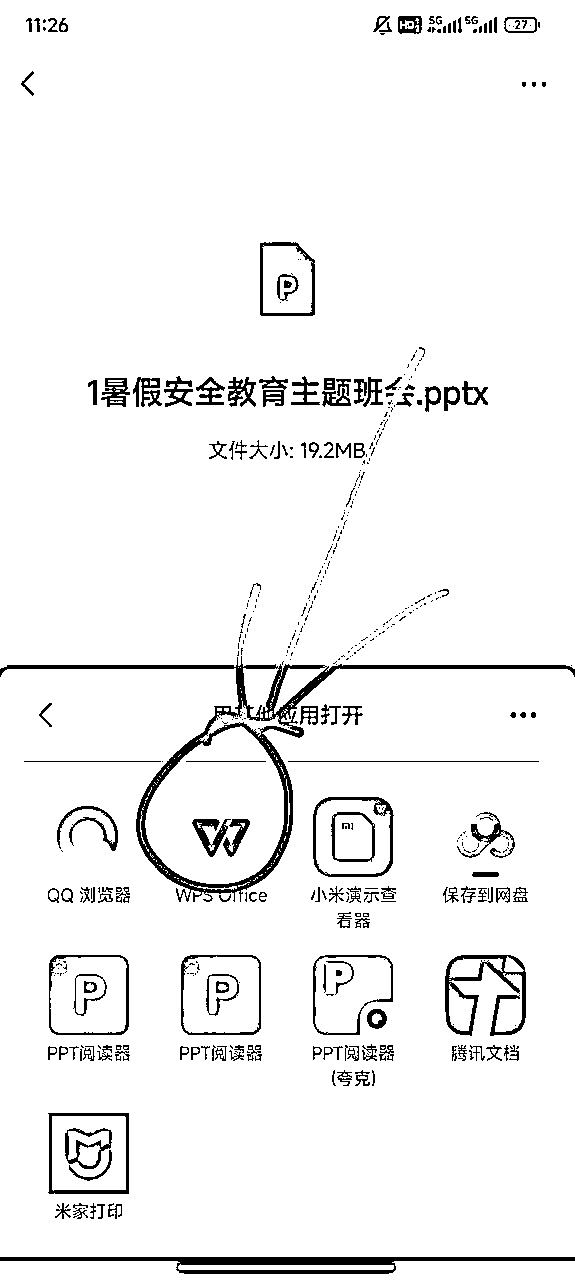 11:26
HD 5G 5G 27
1暑假安全教育主题班会.pptx
文件大小: 19.2MB
用其他应用打开
QQ 浏览器
WPS Office
小米演示查看器
保存到网盘
PPT阅读器
PPT阅读器
PPT阅读器
(夸克)
腾讯文档
米家打印